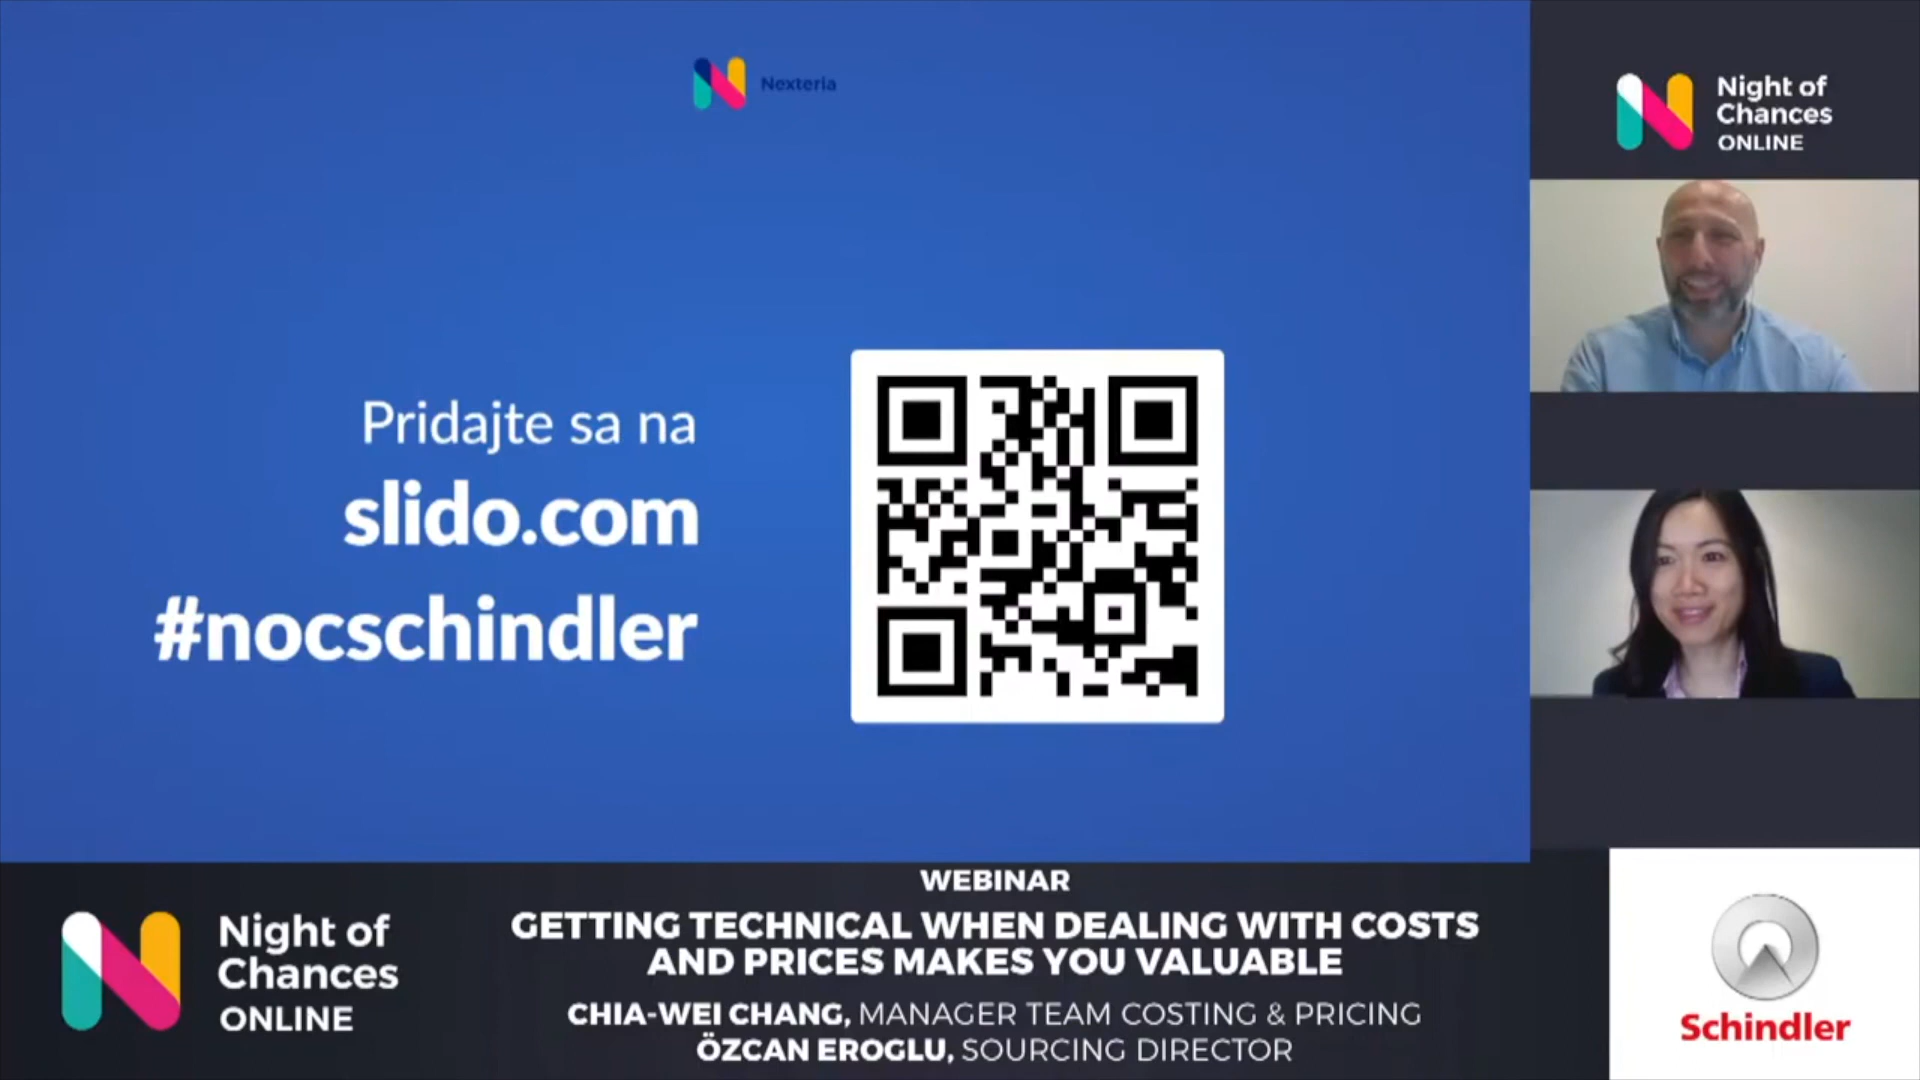 Nexteria
Pridajte sa na
slido.com
#nocschindler
Night of
Chances
ONLINE
WEBINAR
GETTING TECHNICAL WHEN DEALING WITH COSTS
AND PRICES MAKES YOU VALUABLE
CHIA-WEI CHANG, MANAGER TEAM COSTING & PRICING
ÖZCAN EROGLU, SOURCING DIRECTOR
Night of
Chances
ONLINE
Schindler